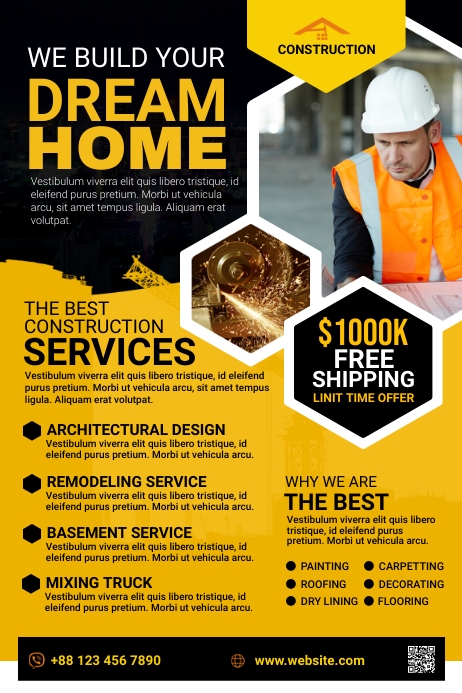 CONSTRUCTION
WE BUILD YOUR
DREAM
HOME
Vestibulum viverra elit quis libero tristique, id
eleifend purus pretium. Morbi ut vehicula
arcu, sit amet tempus ligula. Aliquam erat
volutpat.
THE BEST
CONSTRUCTION
SERVICES
Vestibulum viverra elit quis libero tristique, id eleifend
purus pretium. Morbi ut vehicula arcu, sit amet tempus
ligula. Aliquam erat volutpat.
$1000K
FREE
SHIPPING
LINIT TIME OFFER
ARCHITECTURAL DESIGN
Vestibulum viverra elit quis libero tristique, id
eleifend purus pretium. Morbi ut vehicula arcu.
REMODELING SERVICE
Vestibulum viverra elit quis libero tristique, id
eleifend purus pretium. Morbi ut vehicula arcu.
BASEMENT SERVICE
Vestibulum viverra elit quis libero tristique, id
eleifend purus pretium. Morbi ut vehicula arcu.
MIXING TRUCK
Vestibulum viverra elit quis libero tristique, id
eleifend purus pretium. Morbi ut vehicula arcu.
WHY WE ARE
THE BEST
Vestibulum viverra elit quis libero
tristique, id eleifend purus
pretium. Morbi ut vehicula arcu.
PAINTING
CARPETTING
ROOFING
DECORATING
DRY LINING
FLOORING
+88 123 456 7890
www.website.com